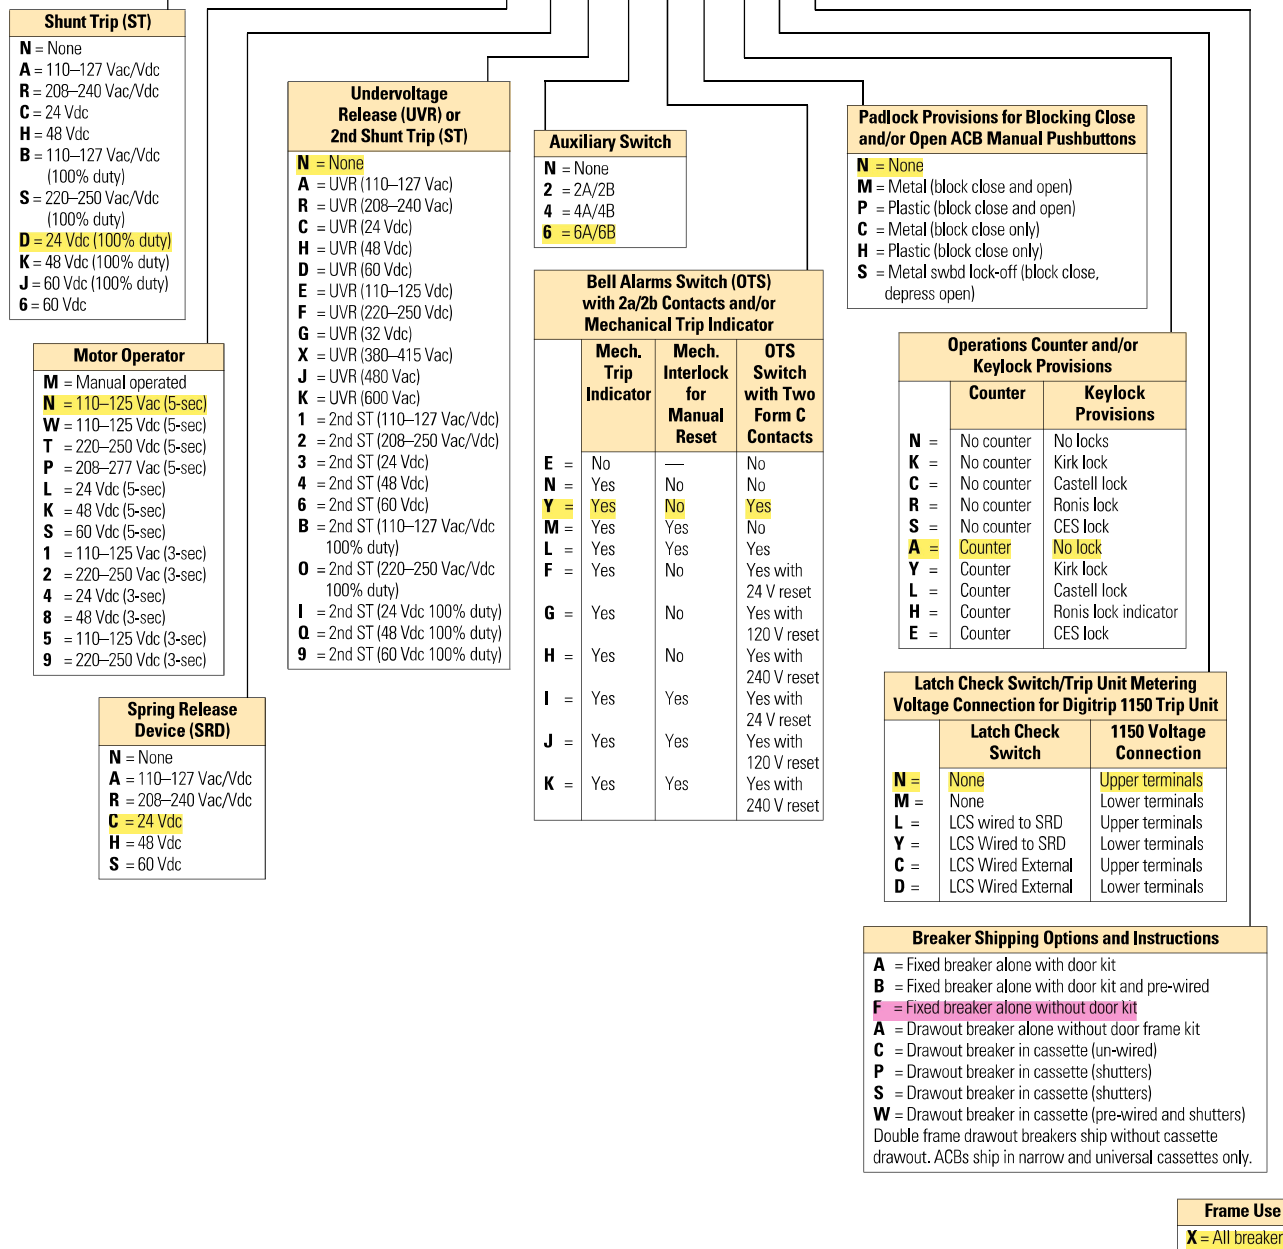 Shunt Trip (ST)
N = None
A = 110–127 Vac/Vdc
R = 208–240 Vac/Vdc
C = 24 Vdc
H = 48 Vdc
B = 110–127 Vac/Vdc
(100% duty)
S = 220–250 Vac/Vdc
(100% duty)
D = 24 Vdc (100% duty)
K = 48 Vdc (100% duty)
J = 60 Vdc (100% duty)
6 = 60 Vdc
Motor Operator
M = Manual operated
N = 110–125 Vac (5-sec)
W = 110–125 Vdc (5-sec)
T = 220–250 Vdc (5-sec)
P = 208–277 Vac (5-sec)
L = 24 Vdc (5-sec)
K = 48 Vdc (5-sec)
S = 60 Vdc (5-sec)
1 = 110–125 Vac (3-sec)
2 = 220–250 Vac (3-sec)
4 = 24 Vdc (3-sec)
8 = 48 Vdc (3-sec)
5 = 110–125 Vdc (3-sec)
9 = 220–250 Vdc (3-sec)
Spring Release
Device (SRD)
N = None
A = 110–127 Vac/Vdc
R = 208–240 Vac/Vdc
C = 24 Vdc
H = 48 Vdc
S = 60 Vdc
Undervoltage
Release (UVR) or
2nd Shunt Trip (ST)
N = None
A = UVR (110–127 Vac)
R = UVR (208–240 Vac)
C = UVR (24 Vdc)
H = UVR (48 Vdc)
D = UVR (60 Vdc)
E = UVR (110–125 Vdc)
F = UVR (220–250 Vdc)
G = UVR (32 Vdc)
X = UVR (380–415 Vac)
J = UVR (480 Vac)
K = UVR (600 Vac)
1 = 2nd ST (110–127 Vac/Vdc)
2 = 2nd ST (208–250 Vac/Vdc)
3 = 2nd ST (24 Vdc)
4 = 2nd ST (48 Vdc)
6 = 2nd ST (60 Vdc)
B = 2nd ST (110–127 Vac/Vdc
100% duty)
O = 2nd ST (220–250 Vac/Vdc
100% duty)
I = 2nd ST (24 Vdc 100% duty)
Q = 2nd ST (48 Vdc 100% duty)
9 = 2nd ST (60 Vdc 100% duty)
Auxiliary Switch
N = None
2 = 2A/2B
4 = 4A/4B
6 = 6A/6B
Bell Alarms Switch (OTS)
with 2a/2b Contacts and/or
Mechanical Trip Indicator
Mech. Mech. OTS
Trip Interlock Switch
Indicator for with Two
Manual Form C
Reset Contacts
E = No — No
N = Yes No No
Y = Yes No Yes
M = Yes Yes No
L = Yes Yes Yes
F = Yes No Yes with
24 V reset
G = Yes No Yes with
120 V reset
H = Yes No Yes with
240 V reset
I = Yes Yes Yes with
24 V reset
J = Yes Yes Yes with
120 V reset
K = Yes Yes Yes with
240 V reset
Padlock Provisions for Blocking Close
and/or Open ACB Manual Pushbuttons
N = None
M = Metal (block close and open)
P = Plastic (block close and open)
C = Metal (block close only)
H = Plastic (block close only)
S = Metal swbd lock-off (block close,
depress open)
Operations Counter and/or
Keylock Provisions
Counter Keylock
Provisions
N = No counter No locks
K = No counter Kirk lock
C = No counter Castell lock
R = No counter Ronis lock
S = No counter CES lock
A = Counter No lock
Y = Counter Kirk lock
L = Counter Castell lock
H = Counter Ronis lock indicator
E = Counter CES lock
Latch Check Switch/Trip Unit Metering
Voltage Connection for Digitrip 1150 Trip Unit
Latch Check 1150 Voltage
Switch Connection
N = None Upper terminals
M = None Lower terminals
L = LCS wired to SRD Upper terminals
Y = LCS Wired to SRD Lower terminals
C = LCS Wired External Upper terminals
D = LCS Wired External Lower terminals
Breaker Shipping Options and Instructions
A = Fixed breaker alone with door kit
B = Fixed breaker alone with door kit and pre-wired
F = Fixed breaker alone without door kit
A = Drawout breaker alone without door frame kit
C = Drawout breaker in cassette (un-wired)
P = Drawout breaker in cassette (shutters)
S = Drawout breaker in cassette (shutters)
W = Drawout breaker in cassette (pre-wired and shutters)
Double frame drawout breakers ship without cassette
drawout. ACBs ship in narrow and universal cassettes only.
Frame Use
X = All breaker